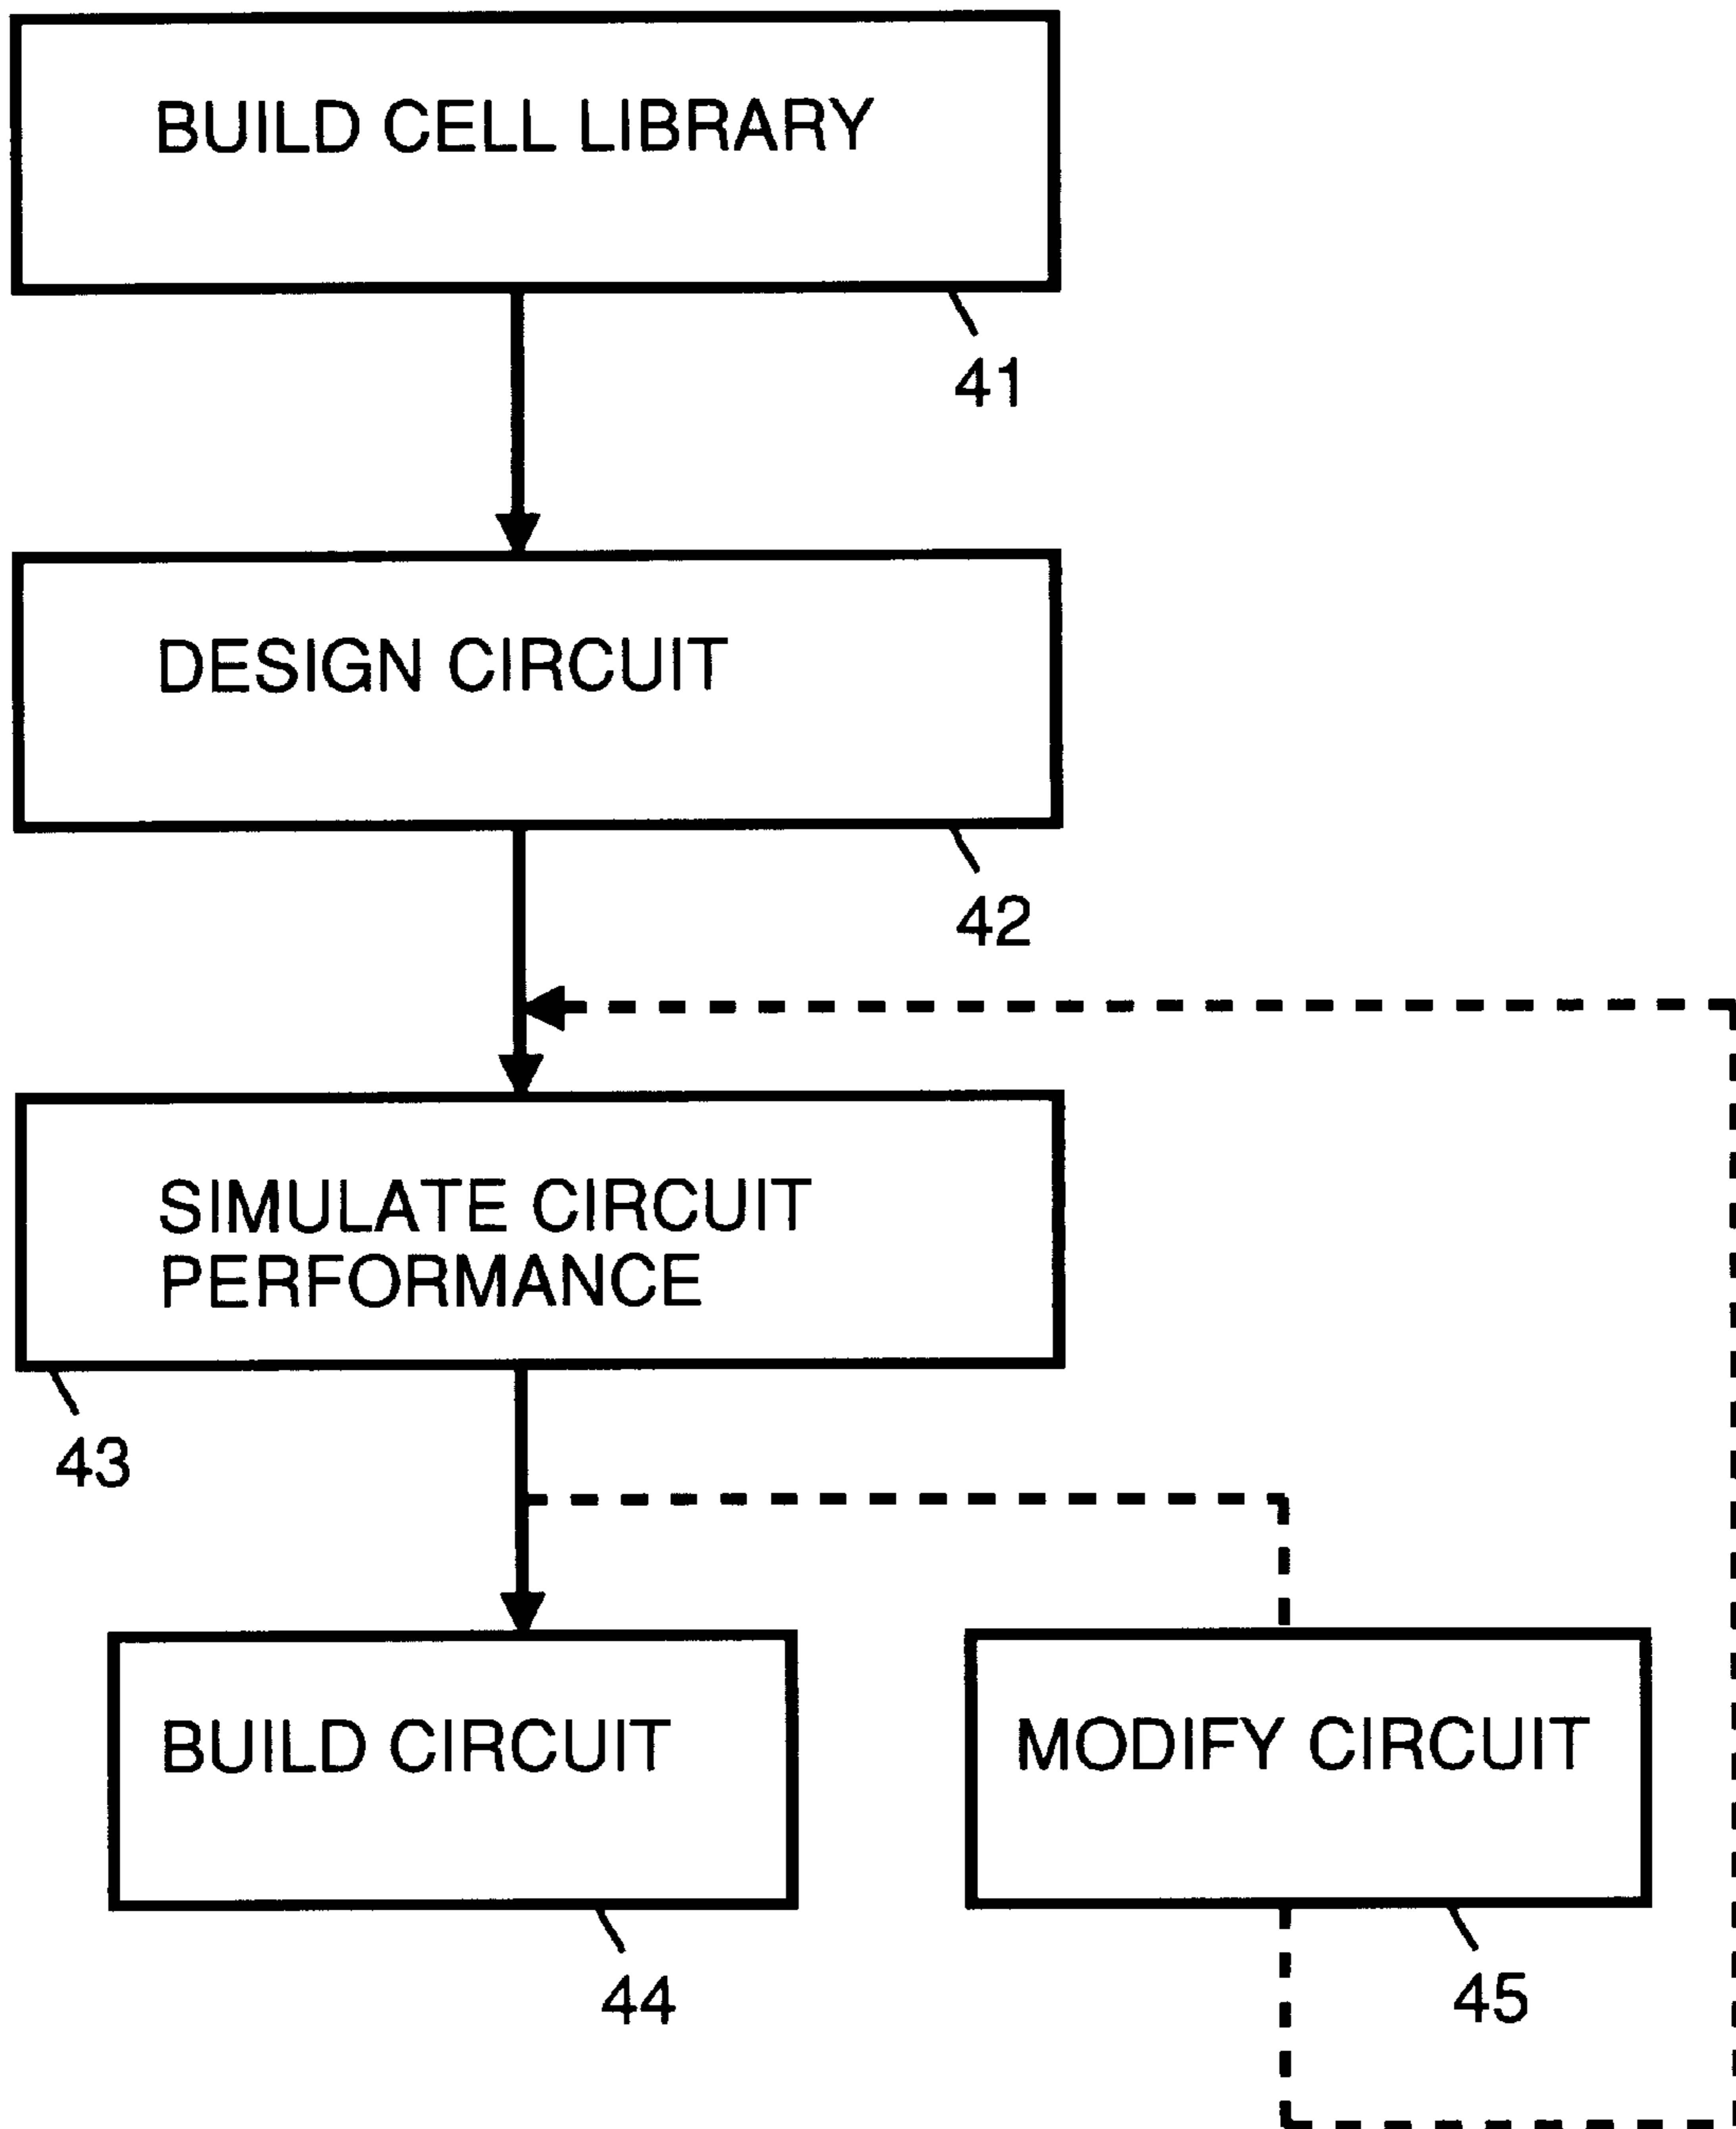 BUILD CELL LIBRARY
41
DESIGN CIRCUIT
42
SIMULATE CIRCUIT
PERFORMANCE
43
BUILD CIRCUIT
44
MODIFY CIRCUIT
45